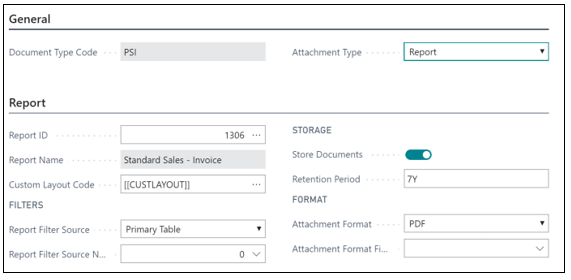 General
Document Type Code PSI
Attachment Type Report
Report
Report ID 1306 ...
Report Name Standard Sales - Invoice
Custom Layout Code [[CUSTLAYOUT]] ...
FILTERS
Report Filter Source Primary Table
Report Filter Source N... 0
STORAGE
Store Documents
Retention Period 7Y
FORMAT
Attachment Format PDF
Attachment Format Fi...